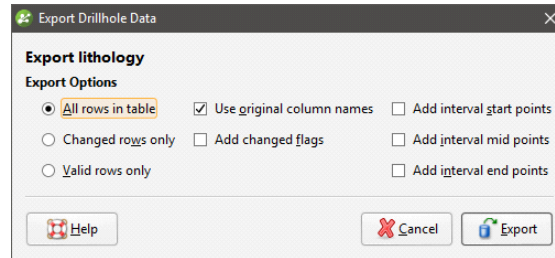 Export Drillhole Data
Export lithology
Export Options
All rows in table Use original column names Add interval start points
Changed rows only Add changed flags Add interval mid points
Valid rows only Add interval end points
Help Cancel Export